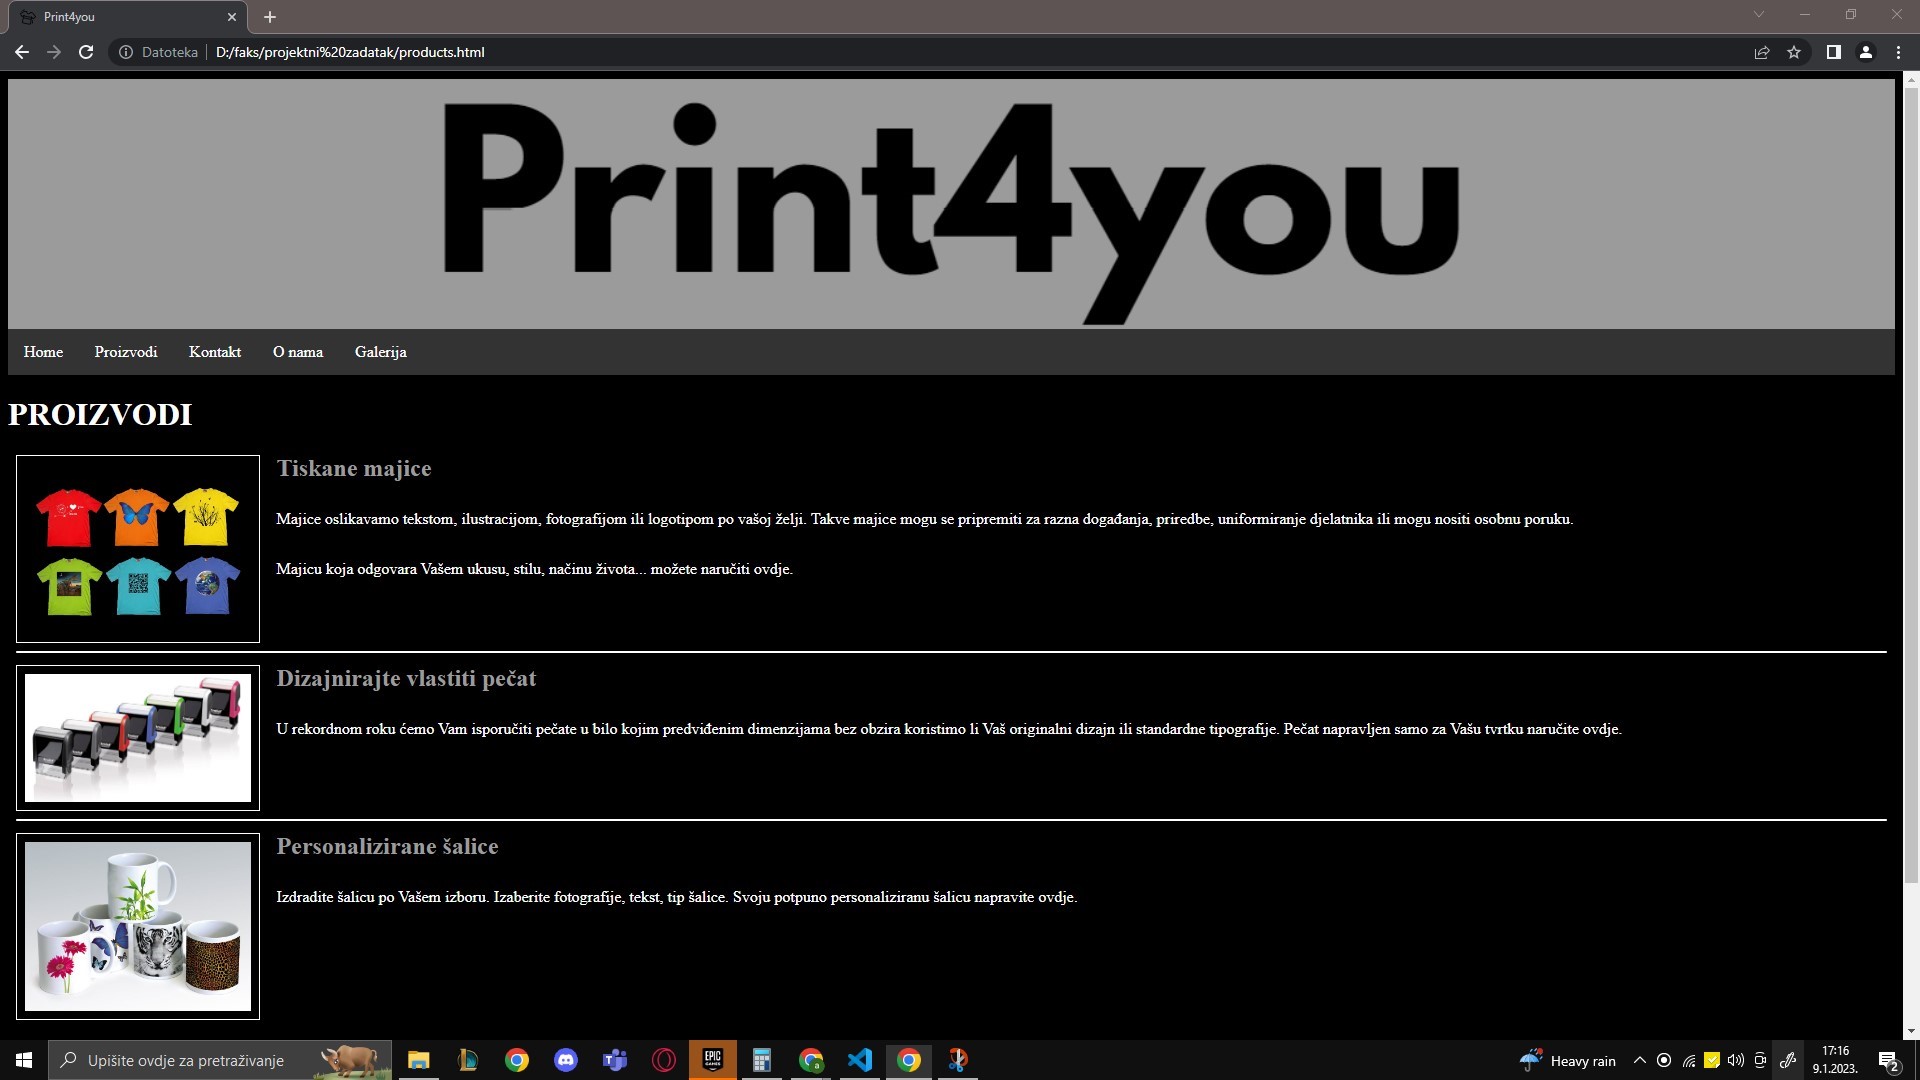 Print4you
Datoteka
D:/faks/projektni%20zadatak/products.html
Print4you
Home Proizvodi Kontakt O nama Galerija
PROIZVODI
Tiskane majice
Majice oslikavamo tekstom, ilustracijom, fotografijom ili logotipom po vašoj želji. Takve majice mogu se pripremiti za razna događanja, priredbe, uniformiranje djelatnika ili mogu nositi osobnu poruku.
Majicu koja odgovara Vašem ukusu, stilu, načinu života... možete naručiti ovdje.
Dizajnirajte vlastiti pečat
U rekordnom roku ćemo Vam isporučiti pečate u bilo kojim predviđenim dimenzijama bez obzira koristimo li Vaš originalni dizajn ili standardne tipografije. Pečat napravljen samo za Vašu tvrtku naručite ovdje.
Personalizirane šalice
Izdradite šalicu po Vašem izboru. Izaberite fotografije, tekst, tip šalice. Svoju potpuno personaliziranu šalicu napravite ovdje.
Upišite ovdje za pretraživanje
EPIC
GAMES
a
Heavy rain
17:16
9.1.2023.
2